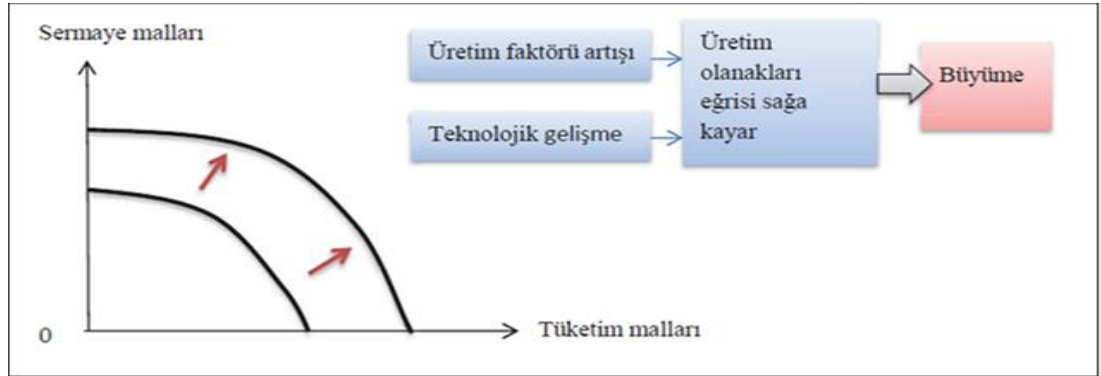 Sermaye malları
Üretim faktörü artışı
Teknolojik gelişme
Üretim
olanakları
eğrisi sağa
kayar
Büyüme
0
Tüketim malları